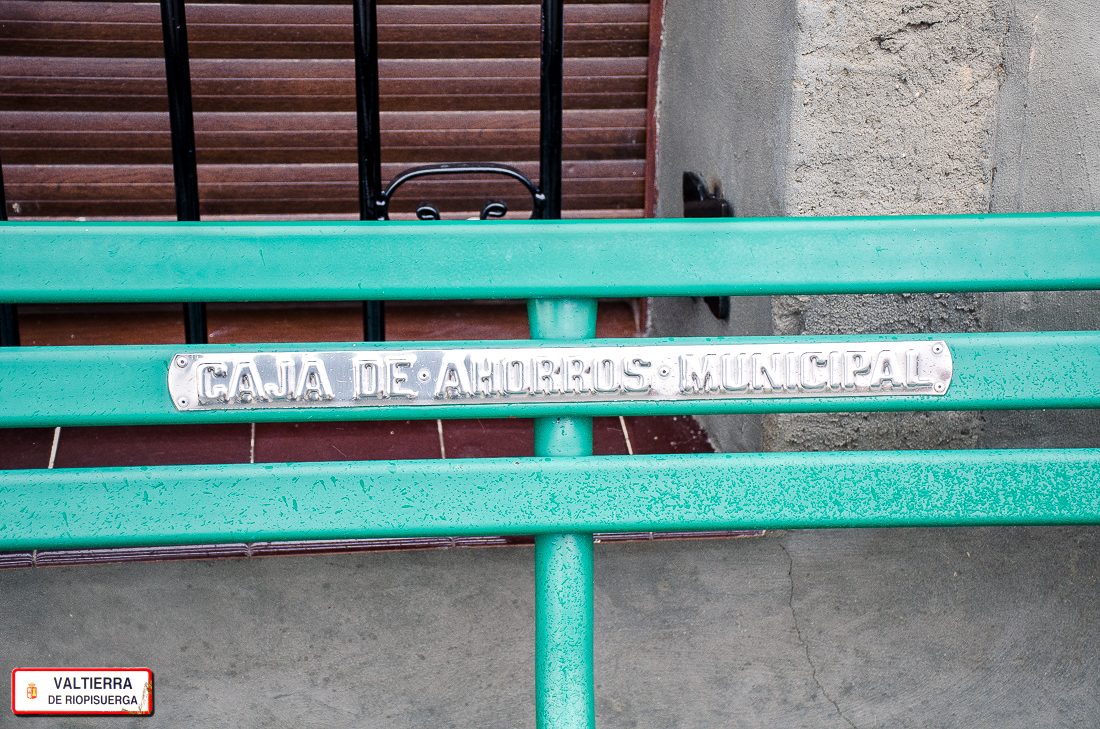 CAJA DE · AHORROS · MUNICIPAL
VALTIERRA
DE RIOPISUERGA